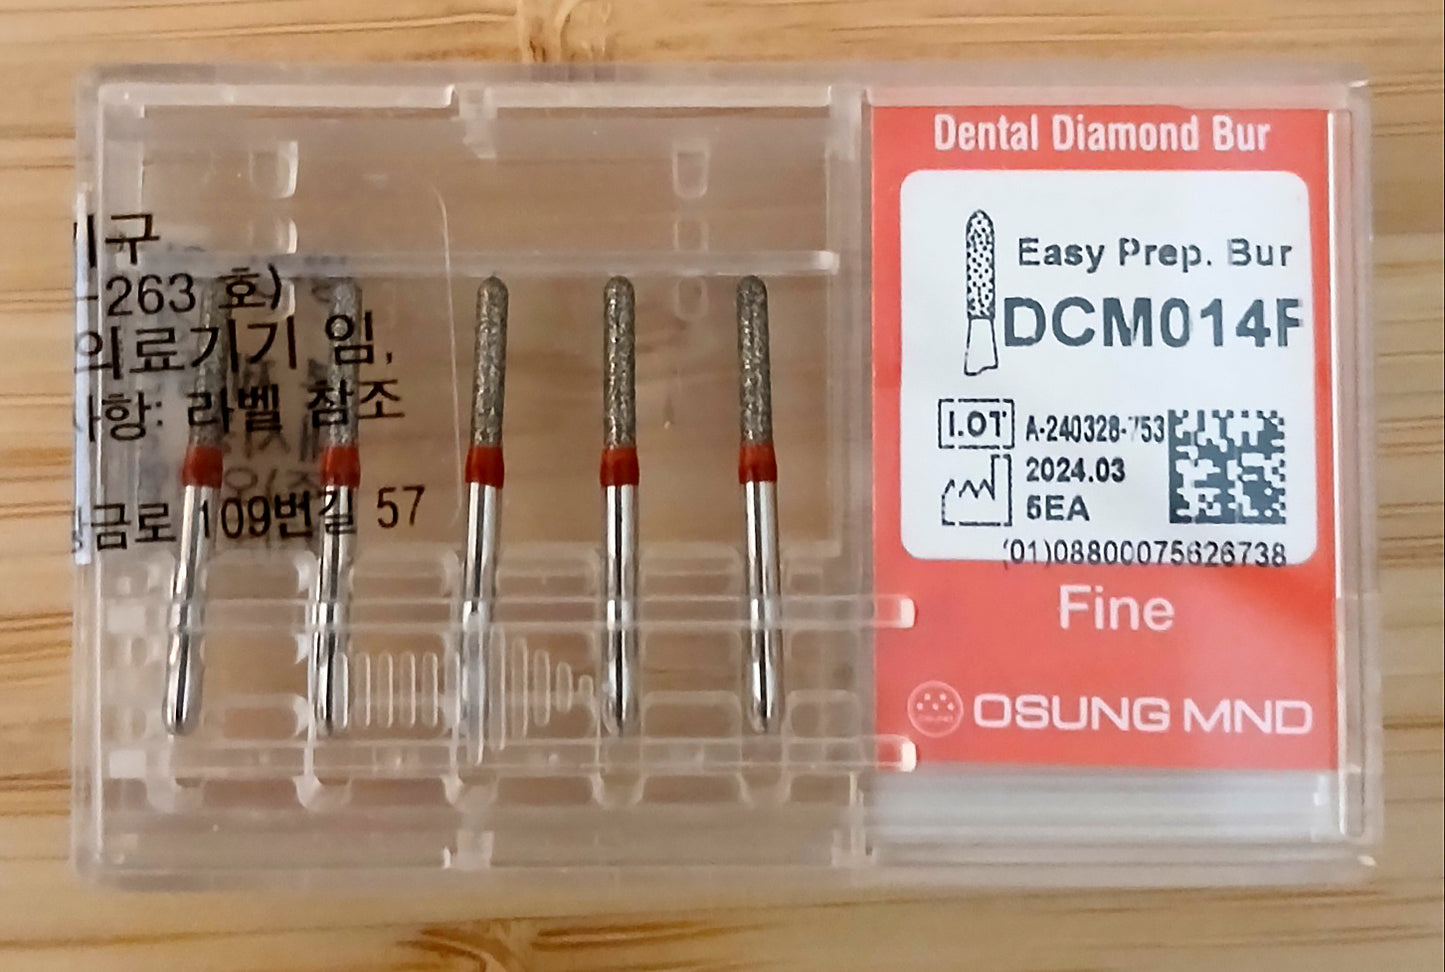 구
-263 호)
의료기기 임,
사항: 라벨 참조
금로 109번길 57
Dental Diamond Bur
Easy Prep. Bur
DCM014F
LOT A-240328-753
2024.03
5EA
(01)08800075626738
Fine
OSUNG MND